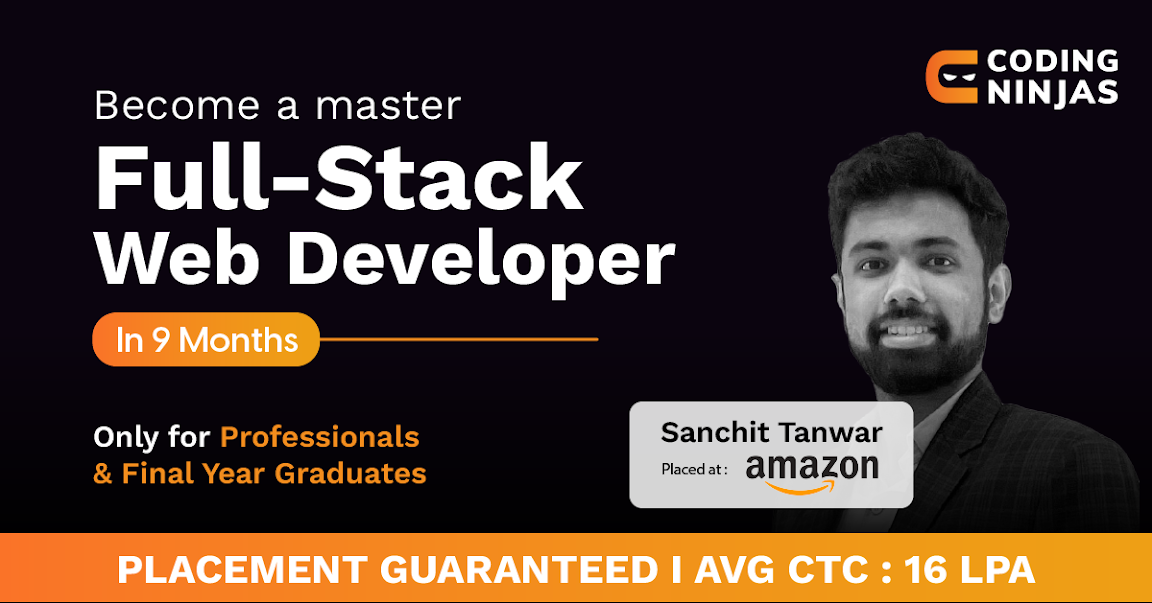 CODING
NINJAS
Become a master
Full-Stack
Web Developer
In 9 Months
Only for Professionals
& Final Year Graduates
Sanchit Tanwar
Placed at : amazon
PLACEMENT GUARANTEED I AVG CTC : 16 LPA